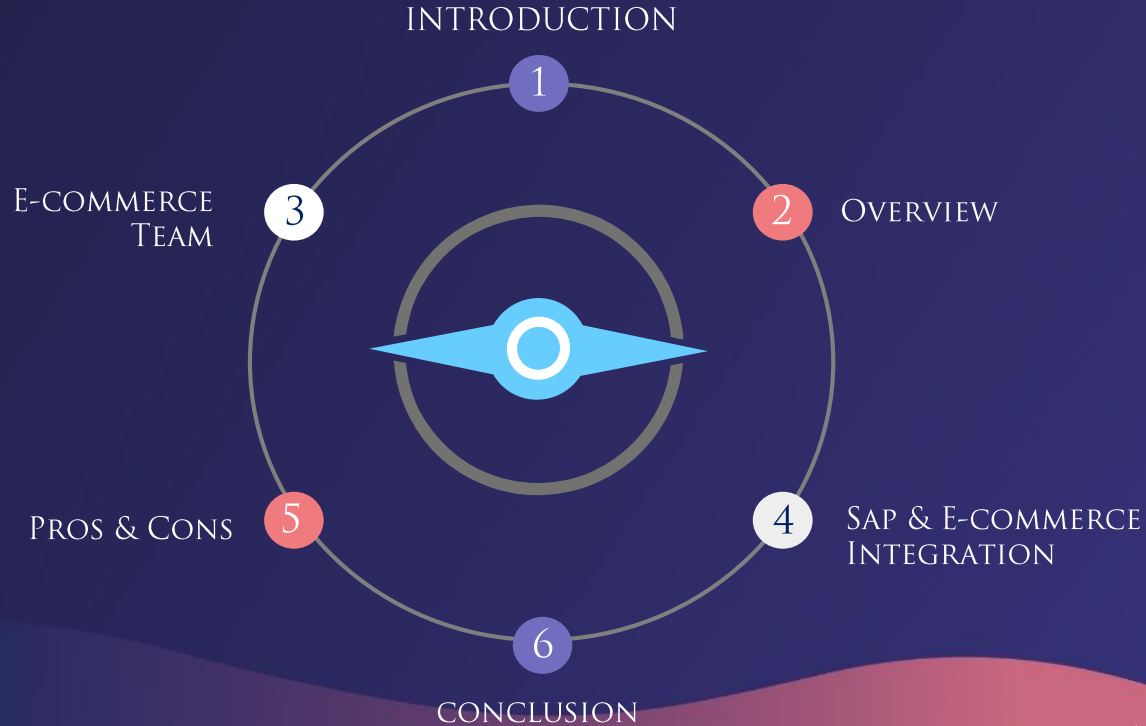 INTRODUCTION
1
2
OVERVIEW
3
E-COMMERCE
TEAM
4
SAP & E-COMMERCE
INTEGRATION
5
PROS & CONS
6
CONCLUSION